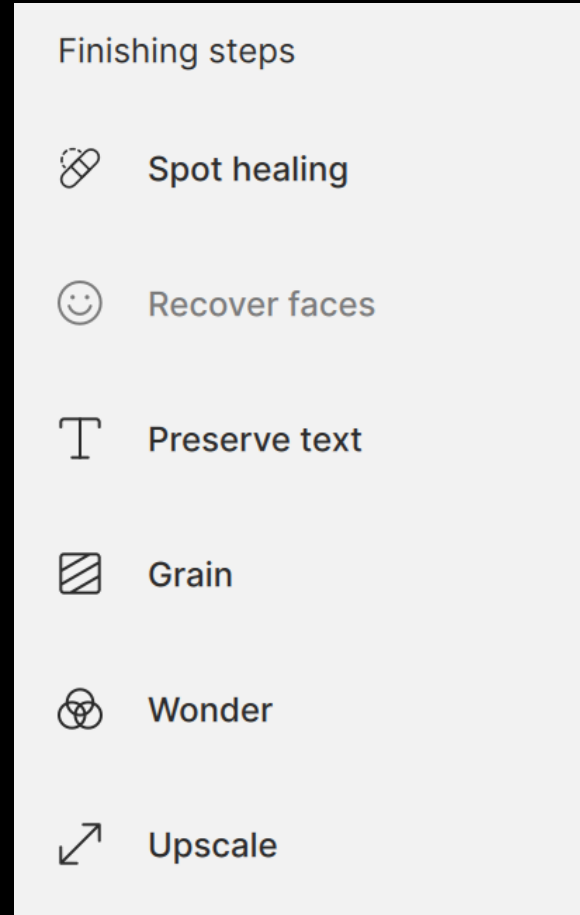 Finishing steps
Spot healing
Recover faces
Preserve text
Grain
Wonder
Upscale